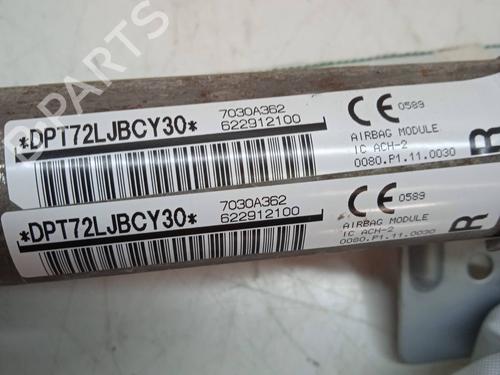 B PARTS
*DPT72LJBCY30*
7030A362
622912100
CE 0589
AIRBAG MODULE
IC ACH-2
0080.P1.11.0030
R
*DPT72LJBCY30*
7030A362
622912100
CE 0589
AIRBAG MODULE
IC ACH-2
0080.P1.11.0030
R